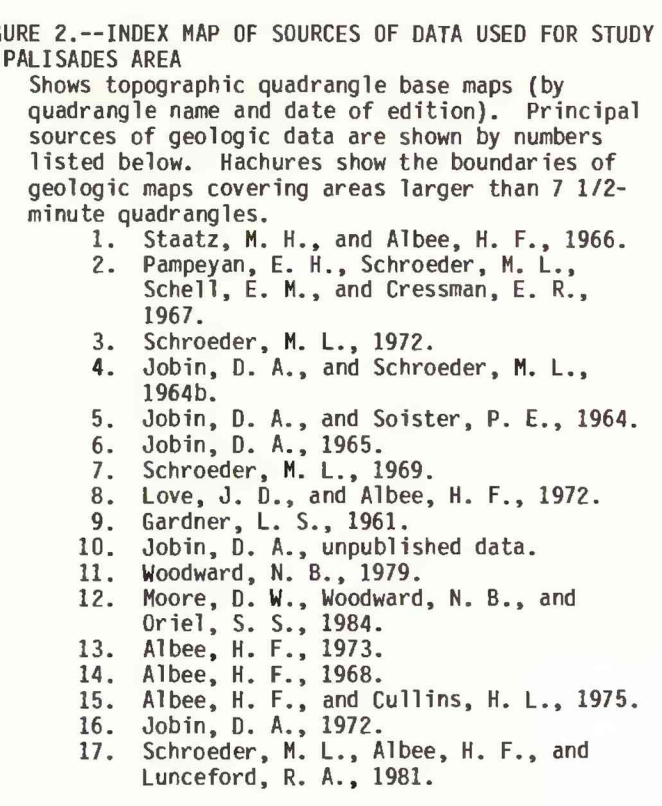 URE 2.--INDEX MAP OF SOURCES OF DATA USED FOR STUDY
PALISADES AREA
Shows topographic quadrangle base maps (by
quadrangle name and date of edition). Principal
sources of geologic data are shown by numbers
listed below. Hachures show the boundaries of
geologic maps covering areas larger than 7 1/2-
minute quadrangles.
1. Staatz, M. H., and Albee, H. F., 1966.
2. Pampeyan, E. H., Schroeder, M. L.,
Schell, E. M., and Cressman, E. R.,
1967.
3. Schroeder, M. L., 1972.
4. Jobin, D. A., and Schroeder, M. L.,
1964b.
5. Jobin, D. A., and Soister, P. E., 1964.
6. Jobin, D. A., 1965.
7. Schroeder, M. L., 1969.
8. Love, J. D., and Albee, H. F., 1972.
9. Gardner, L. S., 1961.
10. Jobin, D. A., unpublished data.
11. Woodward, N. B., 1979.
12. Moore, D. W., Woodward, N. B., and
Oriel, S. S., 1984.
13. Albee, H. F., 1973.
14. Albee, H. F., 1968.
15. Albee, H. F., and Cullins, H. L., 1975.
16. Jobin, D. A., 1972.
17. Schroeder, M. L., Albee, H. F., and
Lunceford, R. A., 1981.